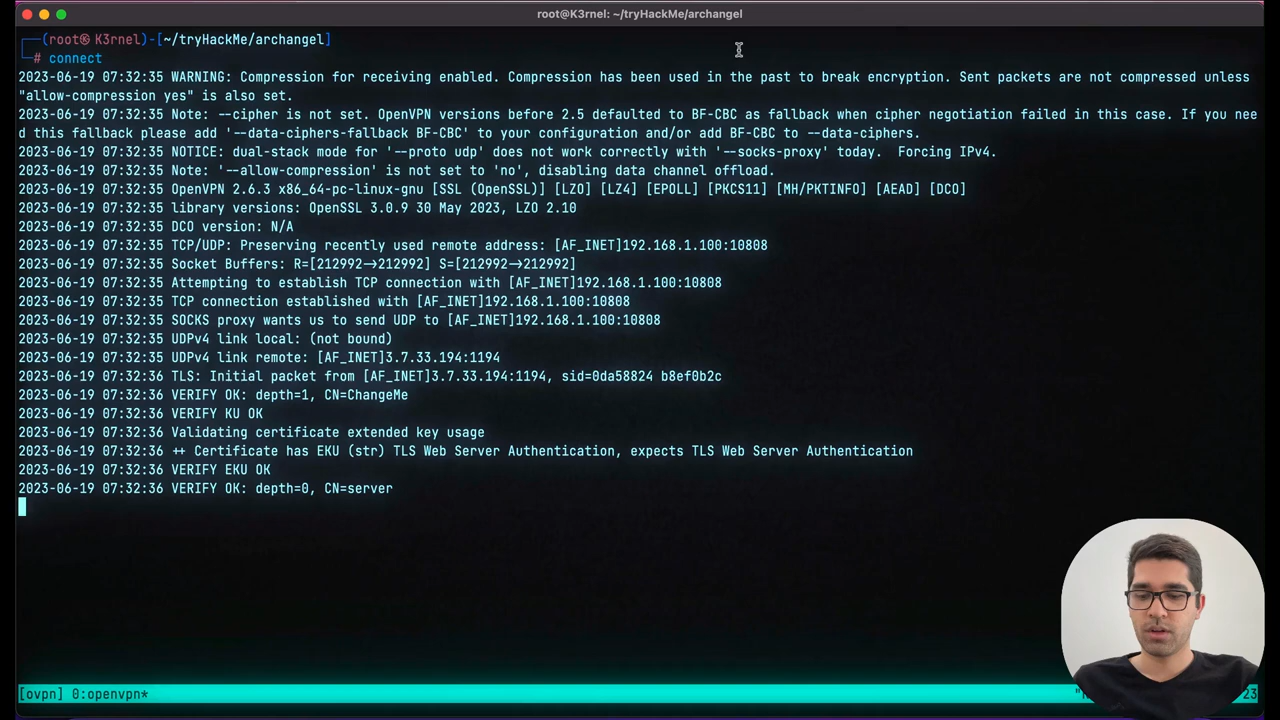 root@K3rnel: ~/tryHackMe/archangel
┌──(root㉿ K3rnel)-[~/tryHackMe/archangel]
└─# connect
2023-06-19 07:32:35 WARNING: Compression for receiving enabled. Compression has been used in the past to break encryption. Sent packets are not compressed unless
"allow-compression yes" is also set.
2023-06-19 07:32:35 Note: --cipher is not set. OpenVPN versions before 2.5 defaulted to BF-CBC as fallback when cipher negotiation failed in this case. If you nee
d this fallback please add '--data-ciphers-fallback BF-CBC' to your configuration and/or add BF-CBC to --data-ciphers.
2023-06-19 07:32:35 NOTICE: dual-stack mode for '--proto udp' does not work correctly with '--socks-proxy' today.  Forcing IPv4.
2023-06-19 07:32:35 Note: '--allow-compression' is not set to 'no', disabling data channel offload.
2023-06-19 07:32:35 OpenVPN 2.6.3 x86_64-pc-linux-gnu [SSL (OpenSSL)] [LZO] [LZ4] [EPOLL] [PKCS11] [MH/PKTINFO] [AEAD] [DCO]
2023-06-19 07:32:35 library versions: OpenSSL 3.0.9 30 May 2023, LZO 2.10
2023-06-19 07:32:35 DCO version: N/A
2023-06-19 07:32:35 TCP/UDP: Preserving recently used remote address: [AF_INET]192.168.1.100:10808
2023-06-19 07:32:35 Socket Buffers: R=[212992->212992] S=[212992->212992]
2023-06-19 07:32:35 Attempting to establish TCP connection with [AF_INET]192.168.1.100:10808
2023-06-19 07:32:35 TCP connection established with [AF_INET]192.168.1.100:10808
2023-06-19 07:32:35 SOCKS proxy wants us to send UDP to [AF_INET]192.168.1.100:10808
2023-06-19 07:32:35 UDPv4 link local: (not bound)
2023-06-19 07:32:35 UDPv4 link remote: [AF_INET]3.7.33.194:1194
2023-06-19 07:32:36 TLS: Initial packet from [AF_INET]3.7.33.194:1194, sid=0da58824 b8ef0b2c
2023-06-19 07:32:36 VERIFY OK: depth=1, CN=ChangeMe
2023-06-19 07:32:36 VERIFY KU OK
2023-06-19 07:32:36 Validating certificate extended key usage
2023-06-19 07:32:36 ++ Certificate has EKU (str) TLS Web Server Authentication, expects TLS Web Server Authentication
2023-06-19 07:32:36 VERIFY EKU OK
2023-06-19 07:32:36 VERIFY OK: depth=0, CN=server
[ovpn] 0:openvpn*
23